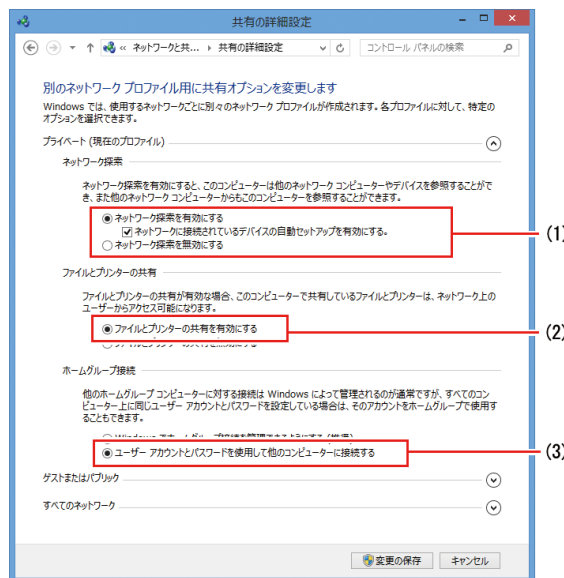 共有の詳細設定
« ネットワークと共... ▸ 共有の詳細設定
コントロール パネルの検索
別のネットワーク プロファイル用に共有オプションを変更します
Windows では、使用するネットワークごとに別々のネットワーク プロファイルが作成されます。各プロファイルに対して、特定の
オプションを選択できます。
プライベート (現在のプロファイル)
ネットワーク探索
ネットワーク探索を有効にすると、このコンピューターは他のネットワーク コンピューターやデバイスを参照することがで
き、また他のネットワーク コンピューターからもこのコンピューターを参照することができます。
ネットワーク探索を有効にする
ネットワークに接続されているデバイスの自動セットアップを有効にする。
ネットワーク探索を無効にする
(1)
ファイルとプリンターの共有
ファイルとプリンターの共有が有効な場合、このコンピューターで共有しているファイルとプリンターは、ネットワーク上の
ユーザーからアクセス可能になります。
ファイルとプリンターの共有を有効にする
(2)
ホームグループ接続
他のホームグループ コンピューターに対する接続は Windows によって管理されるのが通常ですが、すべてのコン
ピューター上に同じユーザー アカウントとパスワードを設定している場合は、そのアカウントをホームグループで使用す
ることもできます。
ユーザー アカウントとパスワードを使用して他のコンピューターに接続する
(3)
ゲストまたはパブリック
すべてのネットワーク
変更の保存
キャンセル